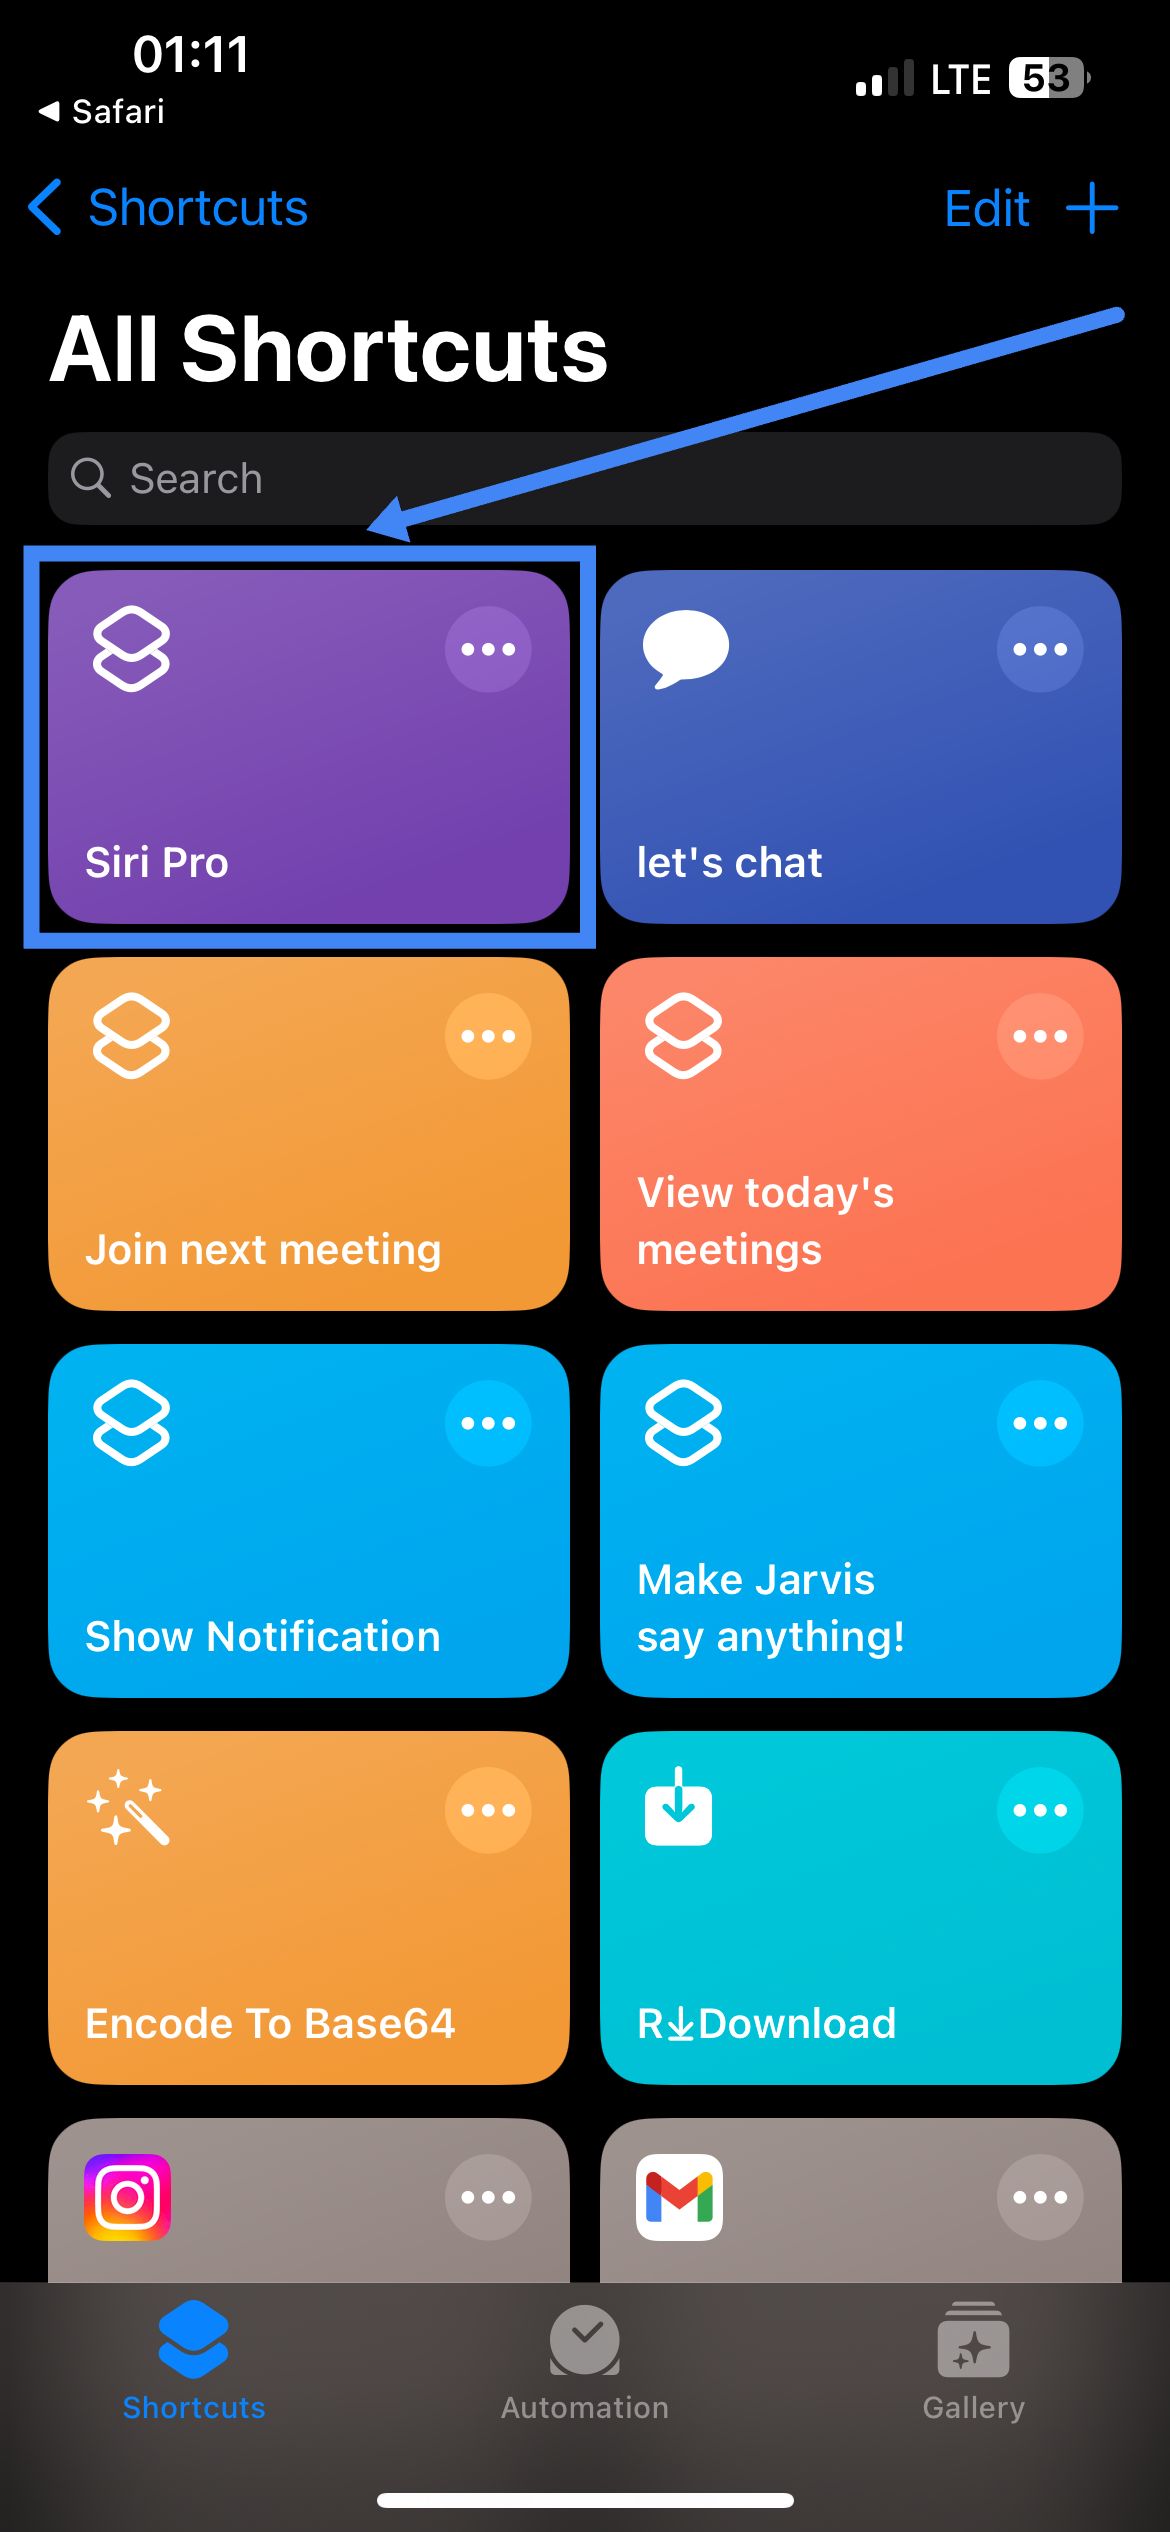 01:11
LTE 53
Safari
Shortcuts
Edit
All Shortcuts
Search
Siri Pro
let's chat
Join next meeting
View today's
meetings
Show Notification
Make Jarvis
say anything!
Encode To Base64
R↓Download
Shortcuts
Automation
Gallery